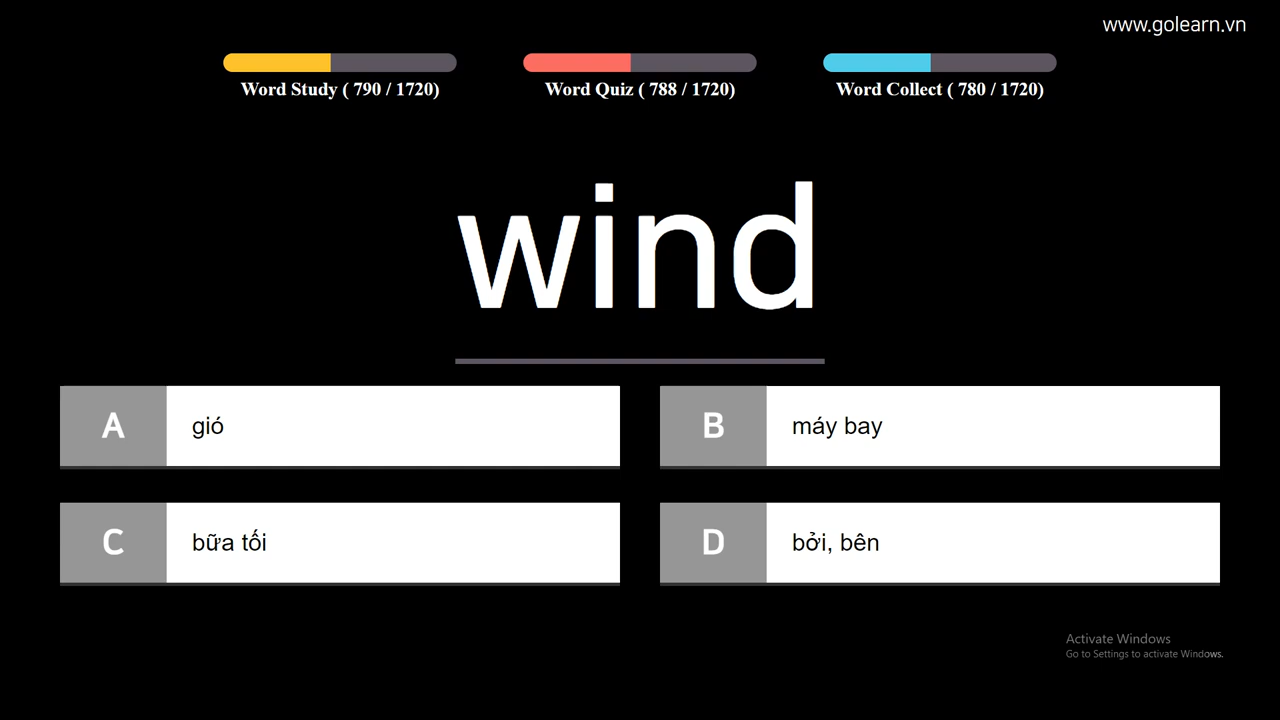 www.golearn.vn
Word Study ( 790 / 1720)
Word Quiz ( 788 / 1720)
Word Collect ( 780 / 1720)
wind
A gió
B máy bay
C bữa tối
D bởi, bên
Activate Windows
Go to Settings to activate Windows.